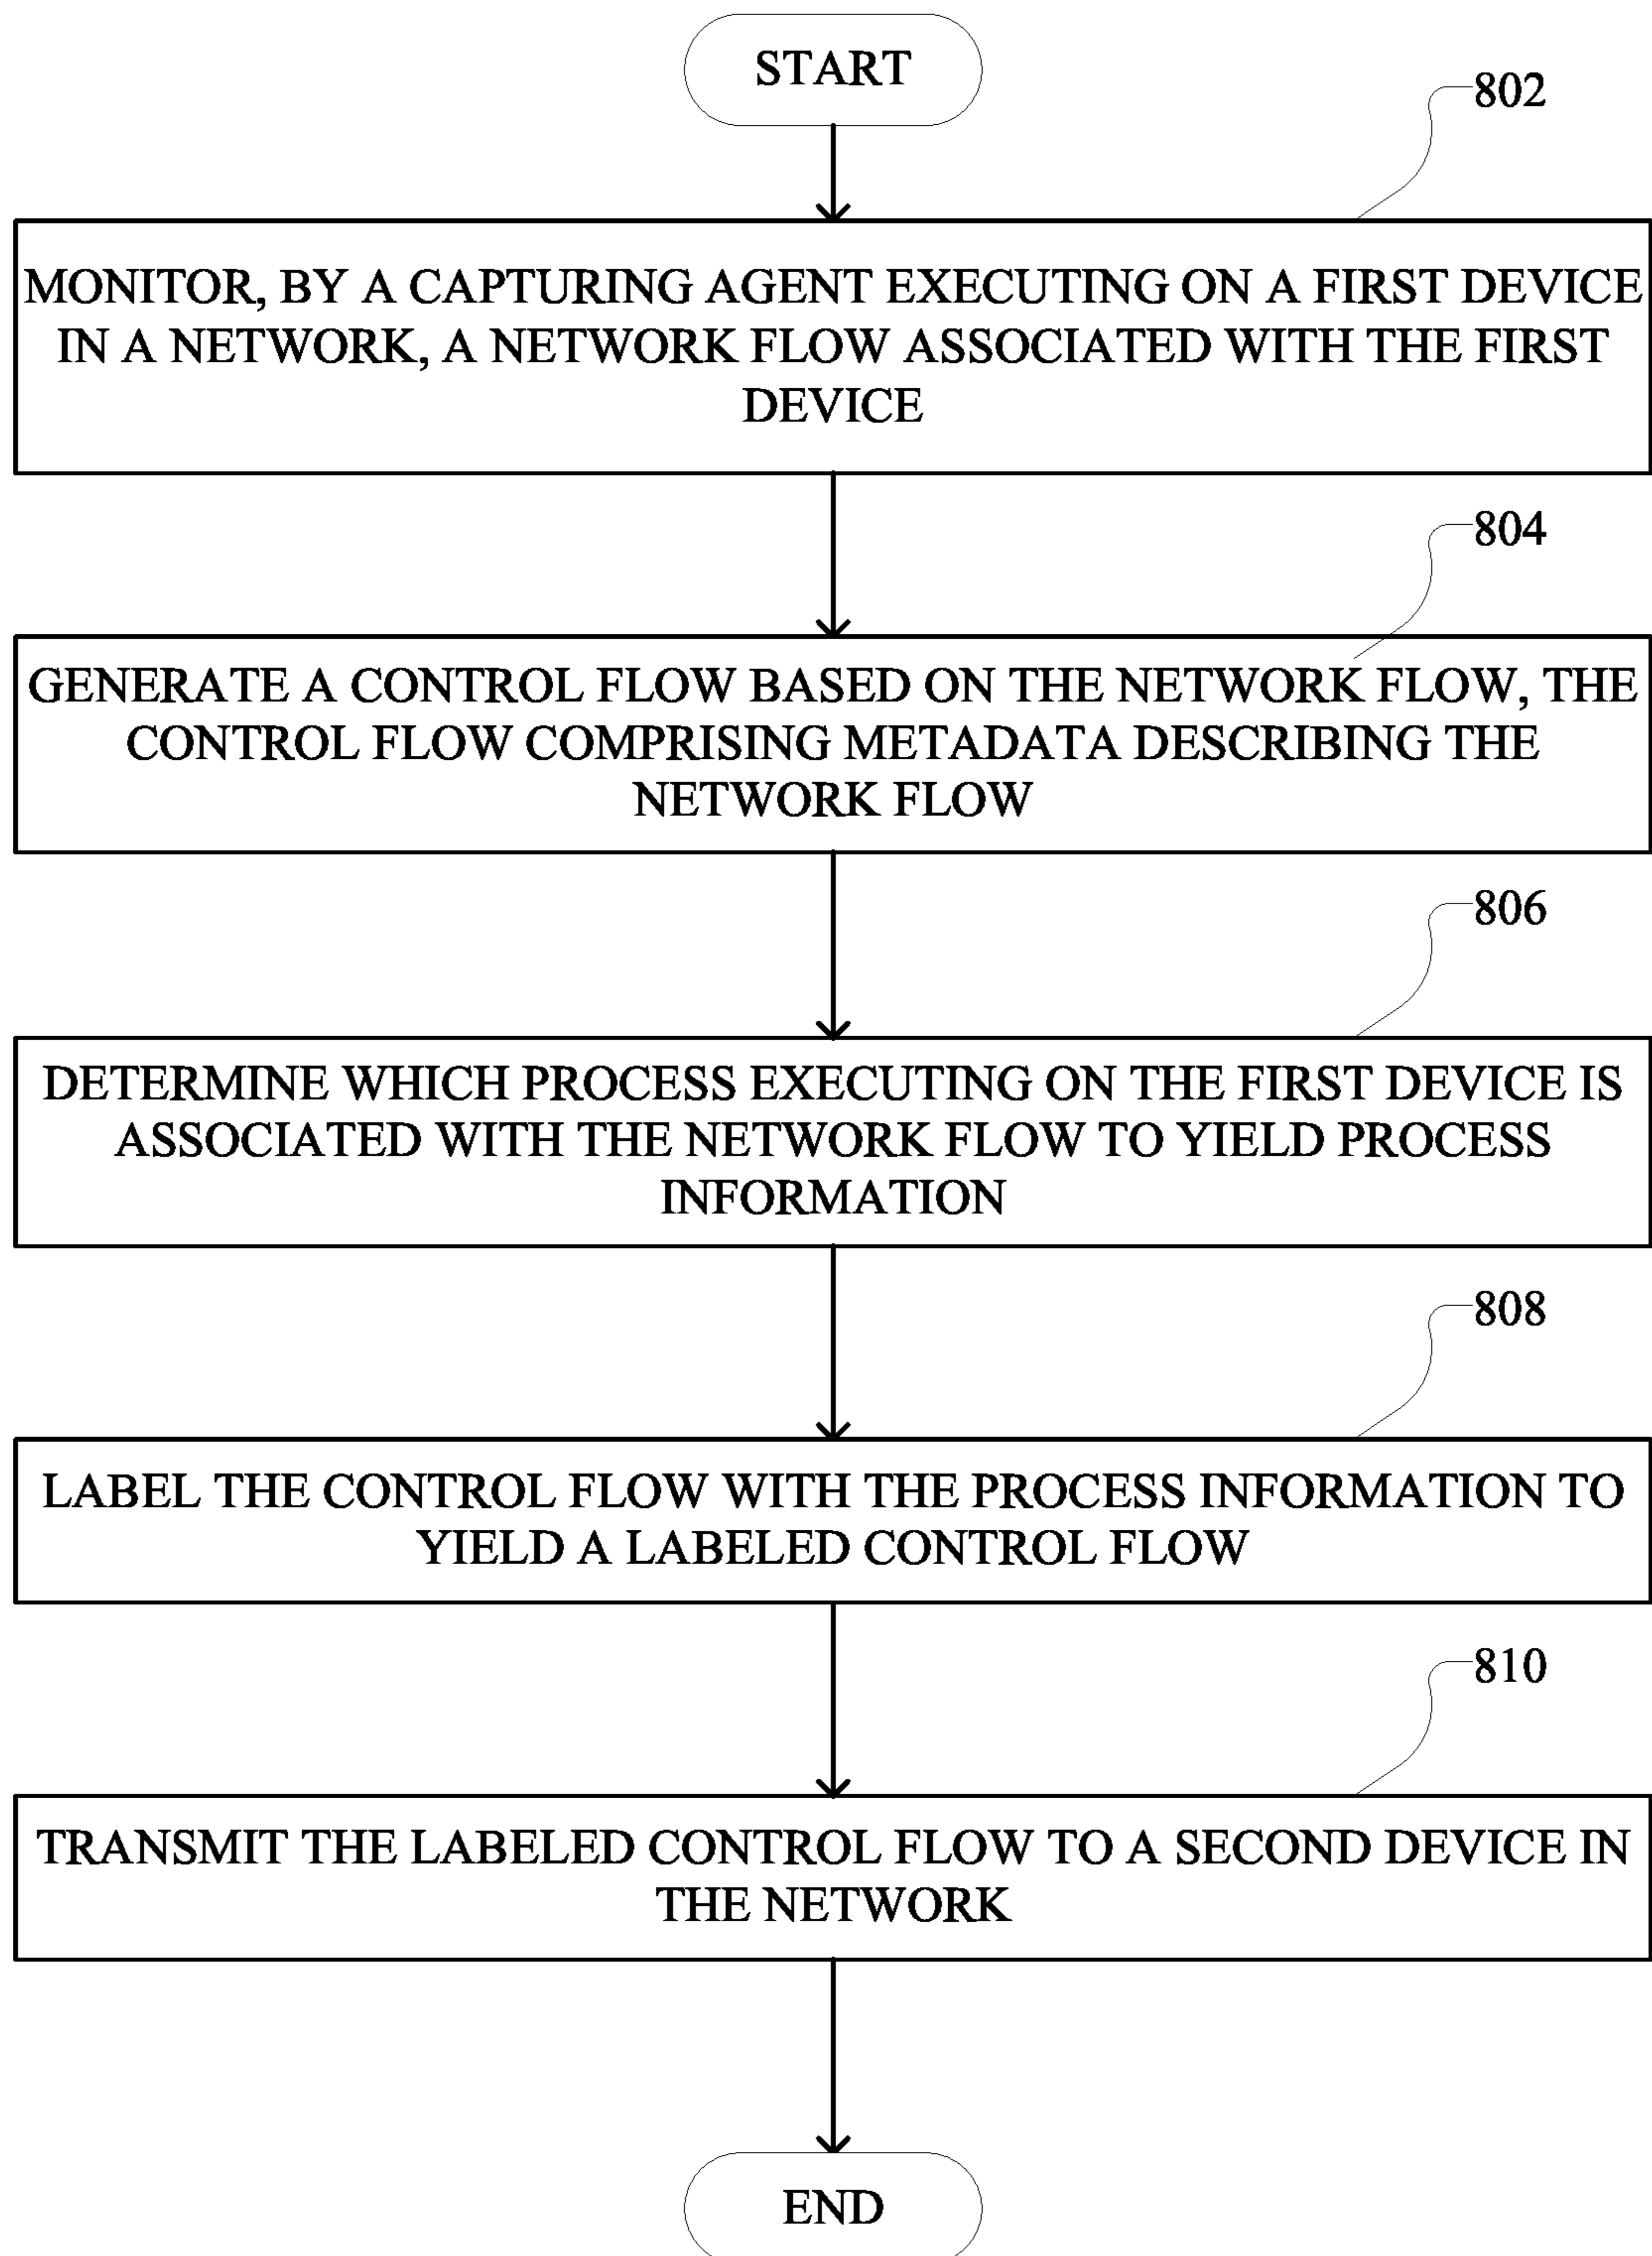 START
802
MONITOR, BY A CAPTURING AGENT EXECUTING ON A FIRST DEVICE
IN A NETWORK, A NETWORK FLOW ASSOCIATED WITH THE FIRST
DEVICE
804
GENERATE A CONTROL FLOW BASED ON THE NETWORK FLOW, THE
CONTROL FLOW COMPRISING METADATA DESCRIBING THE
NETWORK FLOW
806
DETERMINE WHICH PROCESS EXECUTING ON THE FIRST DEVICE IS
ASSOCIATED WITH THE NETWORK FLOW TO YIELD PROCESS
INFORMATION
808
LABEL THE CONTROL FLOW WITH THE PROCESS INFORMATION TO
YIELD A LABELED CONTROL FLOW
810
TRANSMIT THE LABELED CONTROL FLOW TO A SECOND DEVICE IN
THE NETWORK
END